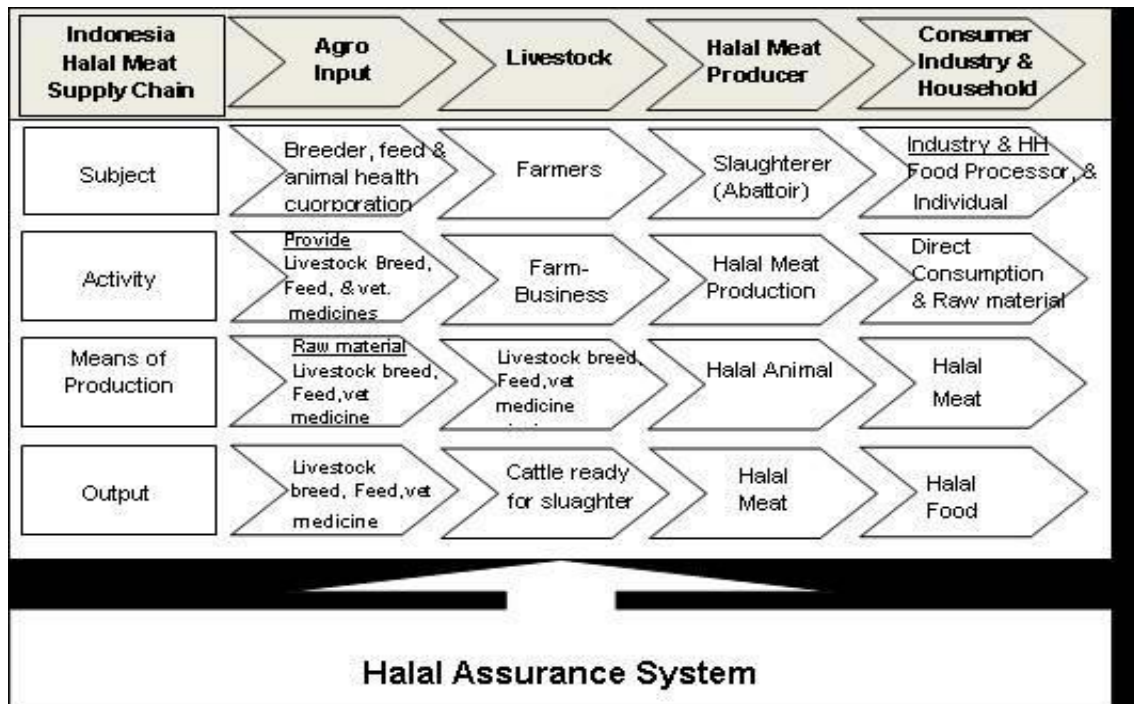 Indonesia
Halal Meat
Supply Chain
Agro
Input
Livestock
Halal Meat
Producer
Consumer
Industry &
Household
Subject
Breeder, feed &
animal health
cuorporation
Farmers
Slaughterer
(Abattoir)
Industry & HH
Food Processor, &
Individual
Activity
Provide
Livestock Breed,
Feed, & vet.
medicines
Farm-
Business
Halal Meat
Production
Direct
Consumption
& Raw material
Means of
Production
Raw material
Livestock breed,
Feed,vet
medicine
Livestock breed,
Feed,vet
medicine
Halal Animal
Halal
Meat
Output
Livestock
breed, Feed,vet
medicine
Cattle ready
for sluaghter
Halal
Meat
Halal
Food
Halal Assurance System